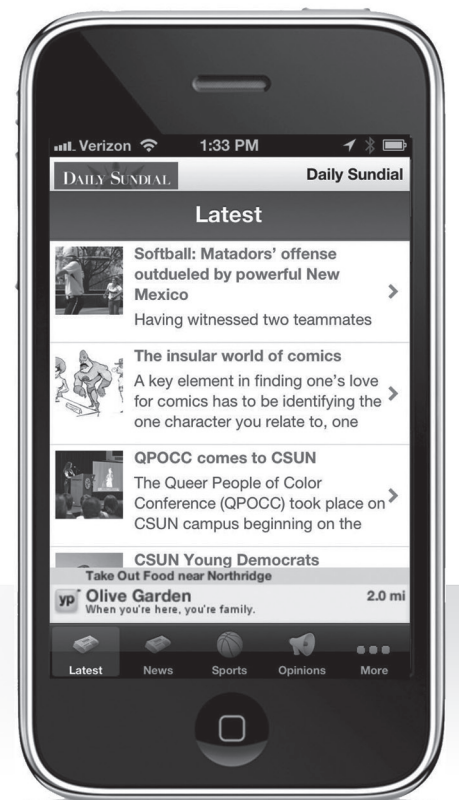 Verizon 1:33 PM
DAILY SUNDIAL Daily Sundial
Latest
Softball: Matadors' offense
outdueled by powerful New
Mexico
Having witnessed two teammates
The insular world of comics
A key element in finding one's love
for comics has to be identifying the
one character you relate to, one
QPOCC comes to CSUN
The Queer People of Color
Conference (QPOCC) took place on
CSUN campus beginning on the
CSUN Young Democrats
Take Out Food near Northridge
yp Olive Garden 2.0 mi
When you're here, you're family.
Latest News Sports Opinions More